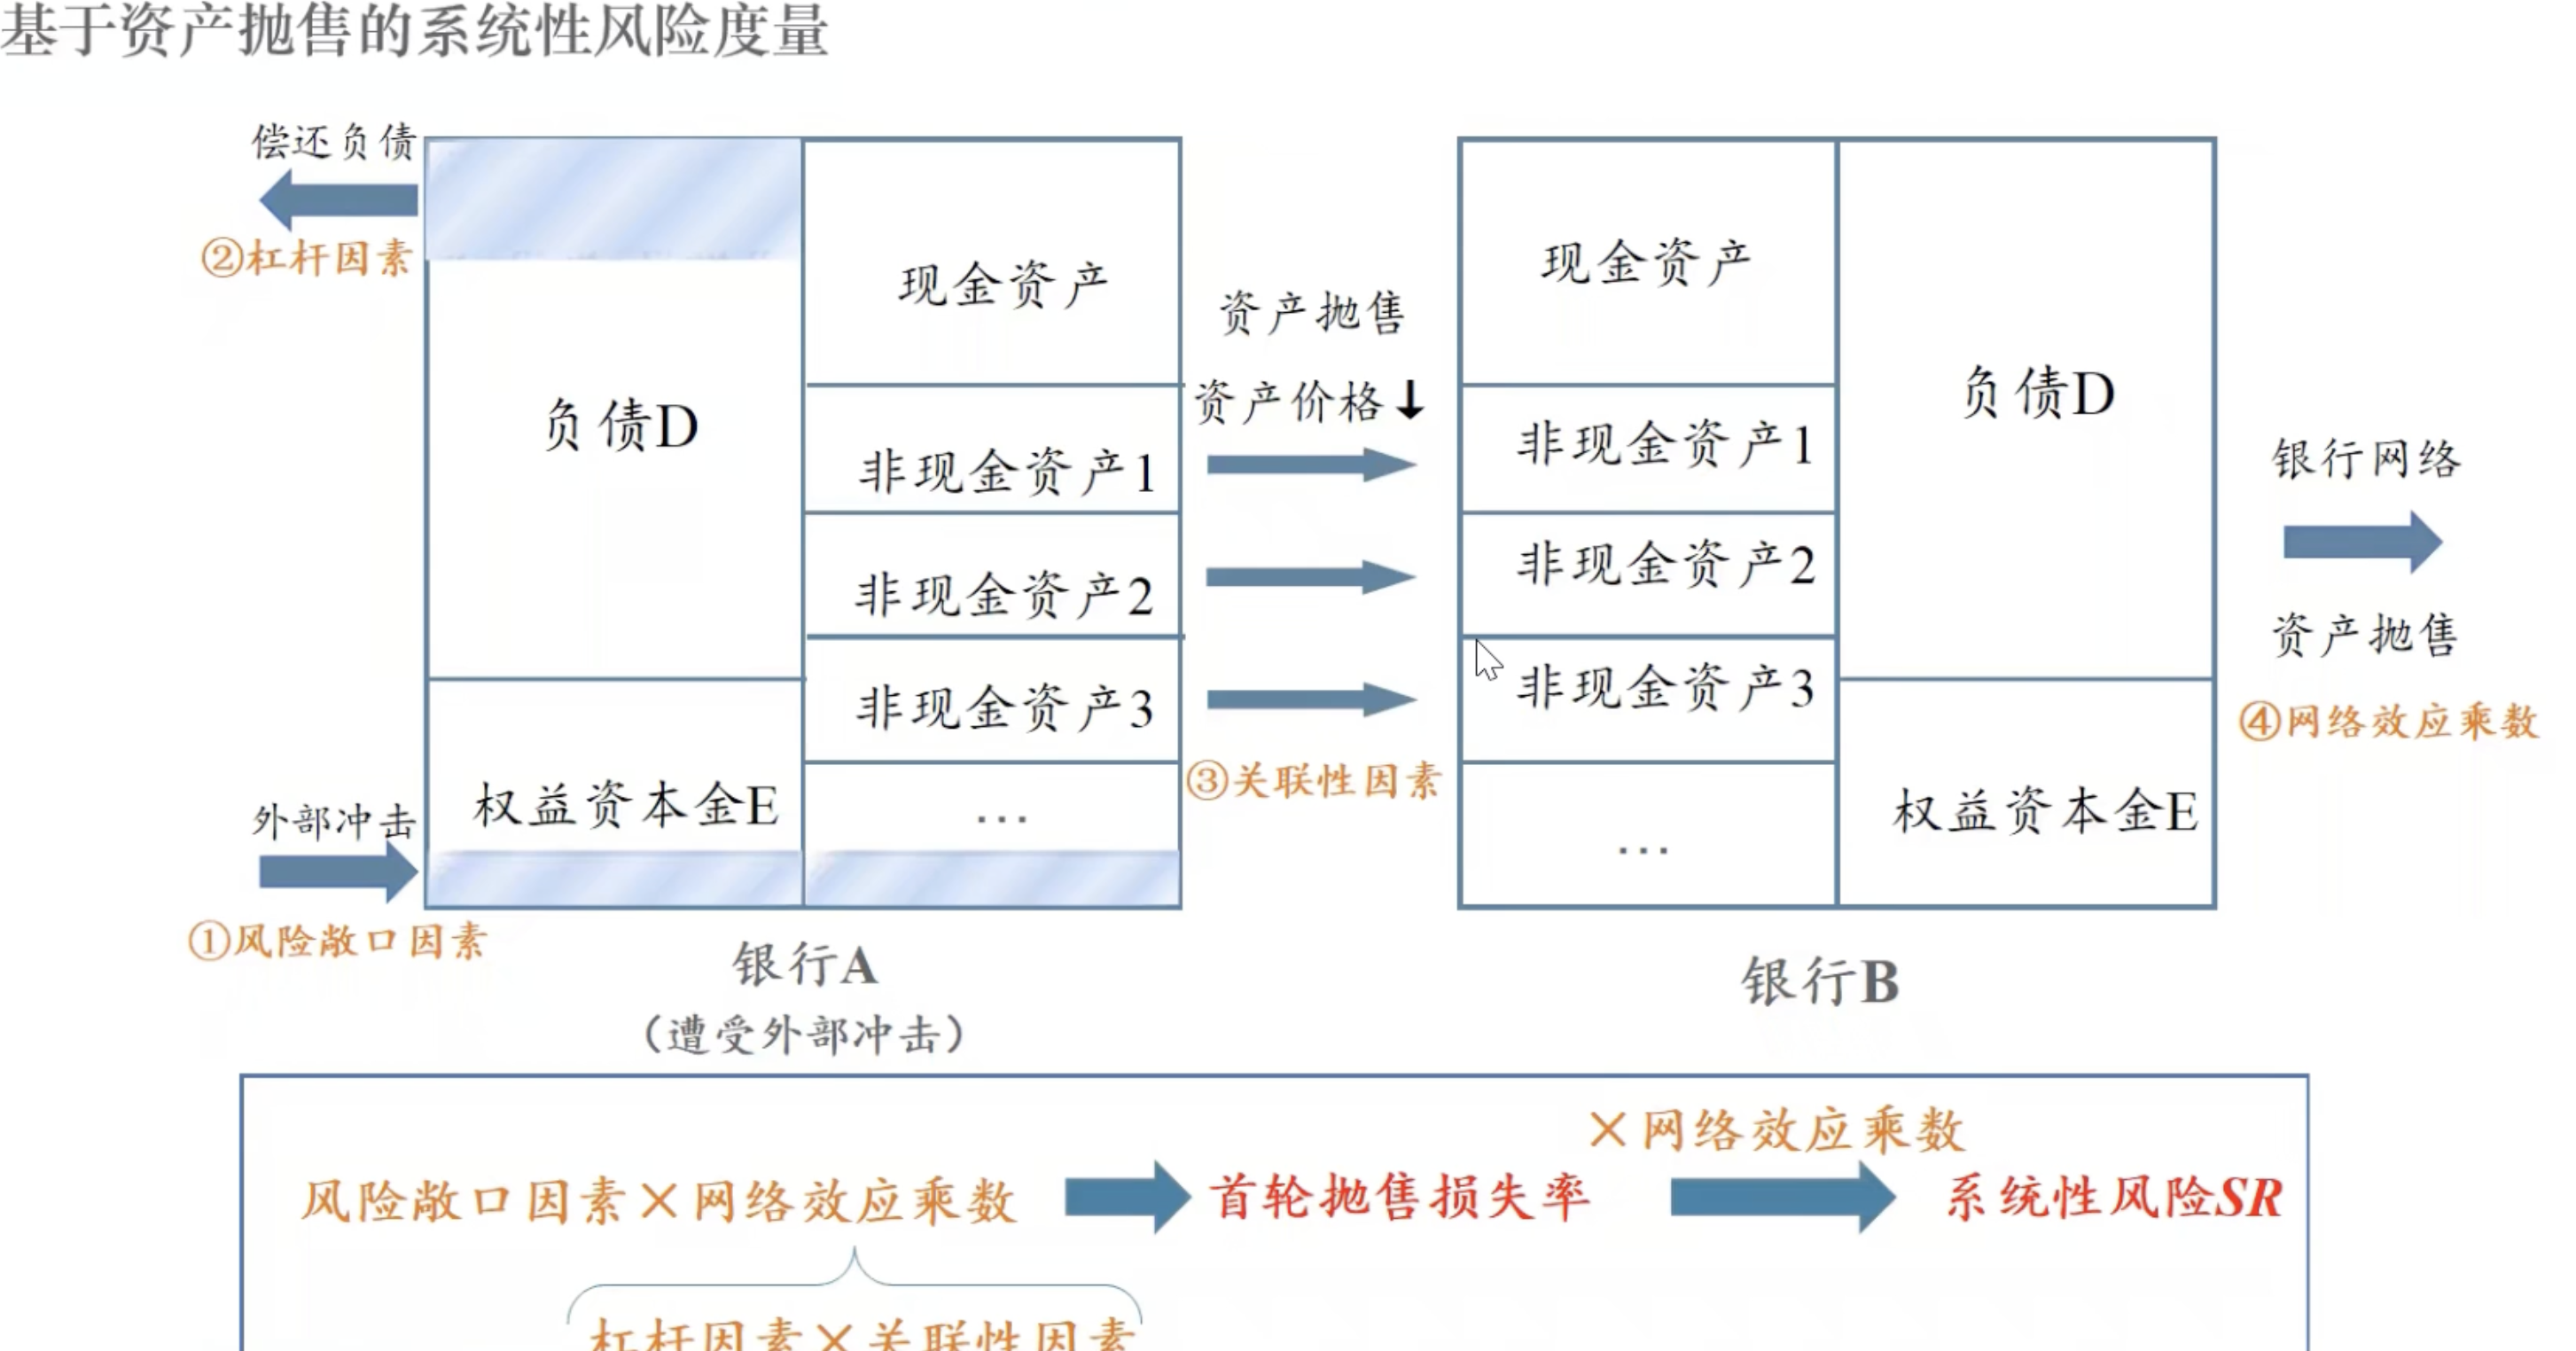 基于资产抛售的系统性风险度量
偿还负债
②杠杆因素
负债D
权益资本金E
外部冲击
①风险敞口因素
现金资产
非现金资产1
非现金资产2
非现金资产3
...
银行A
（遭受外部冲击）
资产抛售
资产价格↓
③关联性因素
现金资产
非现金资产1
非现金资产2
非现金资产3
...
负债D
权益资本金E
银行B
银行网络
资产抛售
④网络效应乘数
风险敞口因素×网络效应乘数
首轮抛售损失率
×网络效应乘数
系统性风险SR
杠杆因素×关联性因素